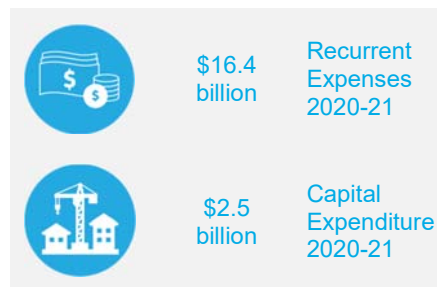 $
$
$16.4
billion
Recurrent
Expenses
2020-21
$2.5
billion
Capital
Expenditure
2020-21